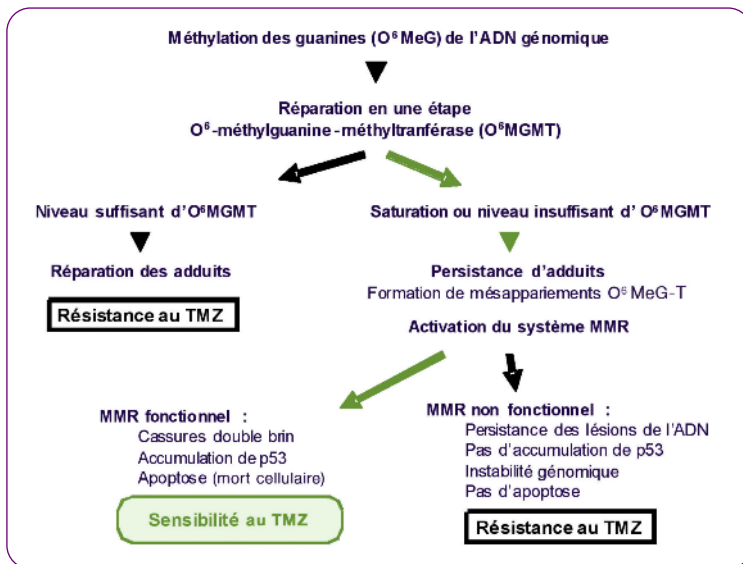 Méthylation des guanines (O⁶MeG) de l'ADN génomique
Réparation en une étape
O⁶-méthylguanine-méthyltranférase (O⁶MGMT)
Niveau suffisant d'O⁶MGMT
Réparation des adduits
Résistance au TMZ
Saturation ou niveau insuffisant d' O⁶MGMT
Persistance d'adduits
Formation de mésappariements O⁶ MeG-T
Activation du système MMR
MMR fonctionnel :
Cassures double brin
Accumulation de p53
Apoptose (mort cellulaire)
Sensibilité au TMZ
MMR non fonctionnel :
Persistance des lésions de l'ADN
Pas d'accumulation de p53
Instabilité génomique
Pas d'apoptose
Résistance au TMZ